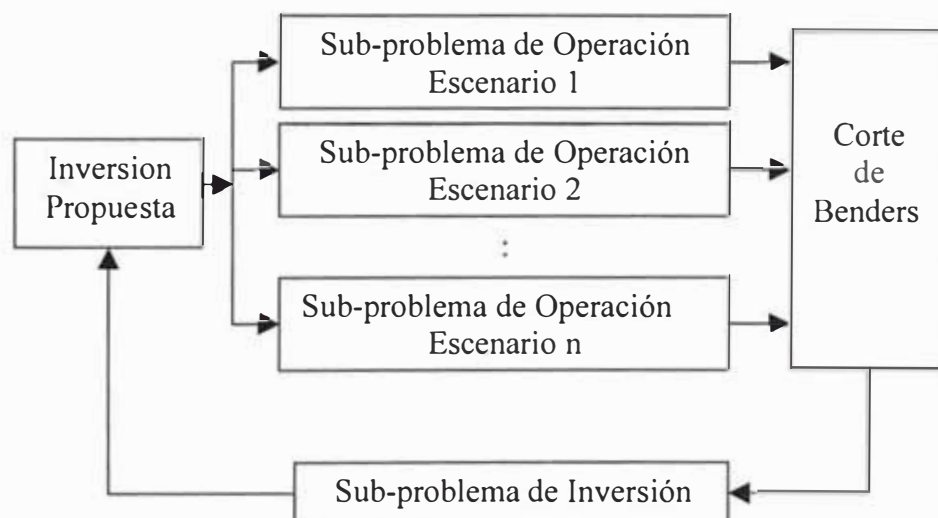 Sub-problema de Operación
Escenario 1
Sub-problema de Operación
Escenario 2
⋮
Sub-problema de Operación
Escenario n
Inversion
Propuesta
Corte
de
Benders
Sub-problema de Inversión